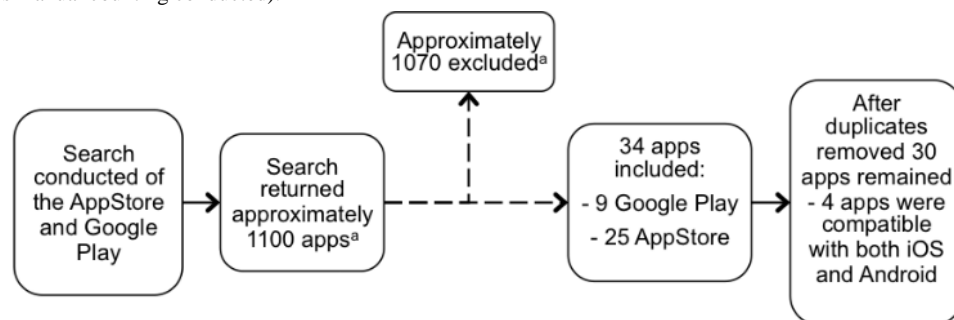 Approximately
1070 excludedᵃ
Search
conducted of
the AppStore
and Google
Play
Search
returned
approximately
1100 appsᵃ
34 apps
included:
- 9 Google Play
- 25 AppStore
After
duplicates
removed 30
apps remained
- 4 apps were
compatible
with both iOS
and Android